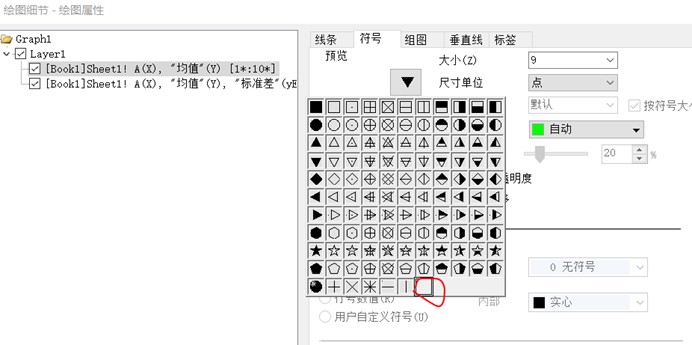 绘图细节 - 绘图属性
Graph1
Layer1
[Book1]Sheet1! A(X), "均值"(Y) [1*:10*]
[Book1]Sheet1! A(X), "均值"(Y), "标准差"(yE
线条 符号 组图 垂直线 标签
预览
大小(Z) 9
尺寸单位 点
默认 按符号大小
自动
20 %
透明度
0 无符号
符号数值(R) 内部 实心
用户自定义符号(U)